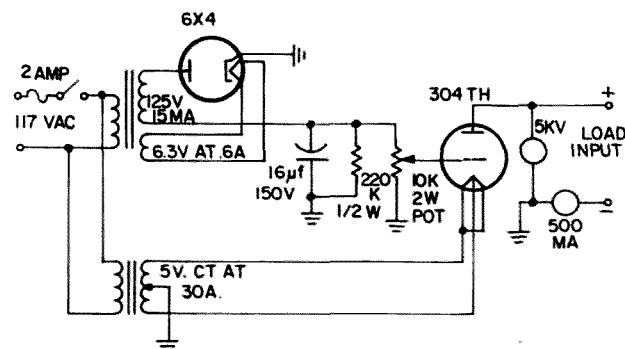 6X4
2 AMP
117 VAC
125V
15MA
6.3V AT .6A
16µf
150V
220
K
1/2 W
10K
2W
POT
304 TH
5KV
+
LOAD
INPUT
500
MA
–
5V. CT AT
30A.